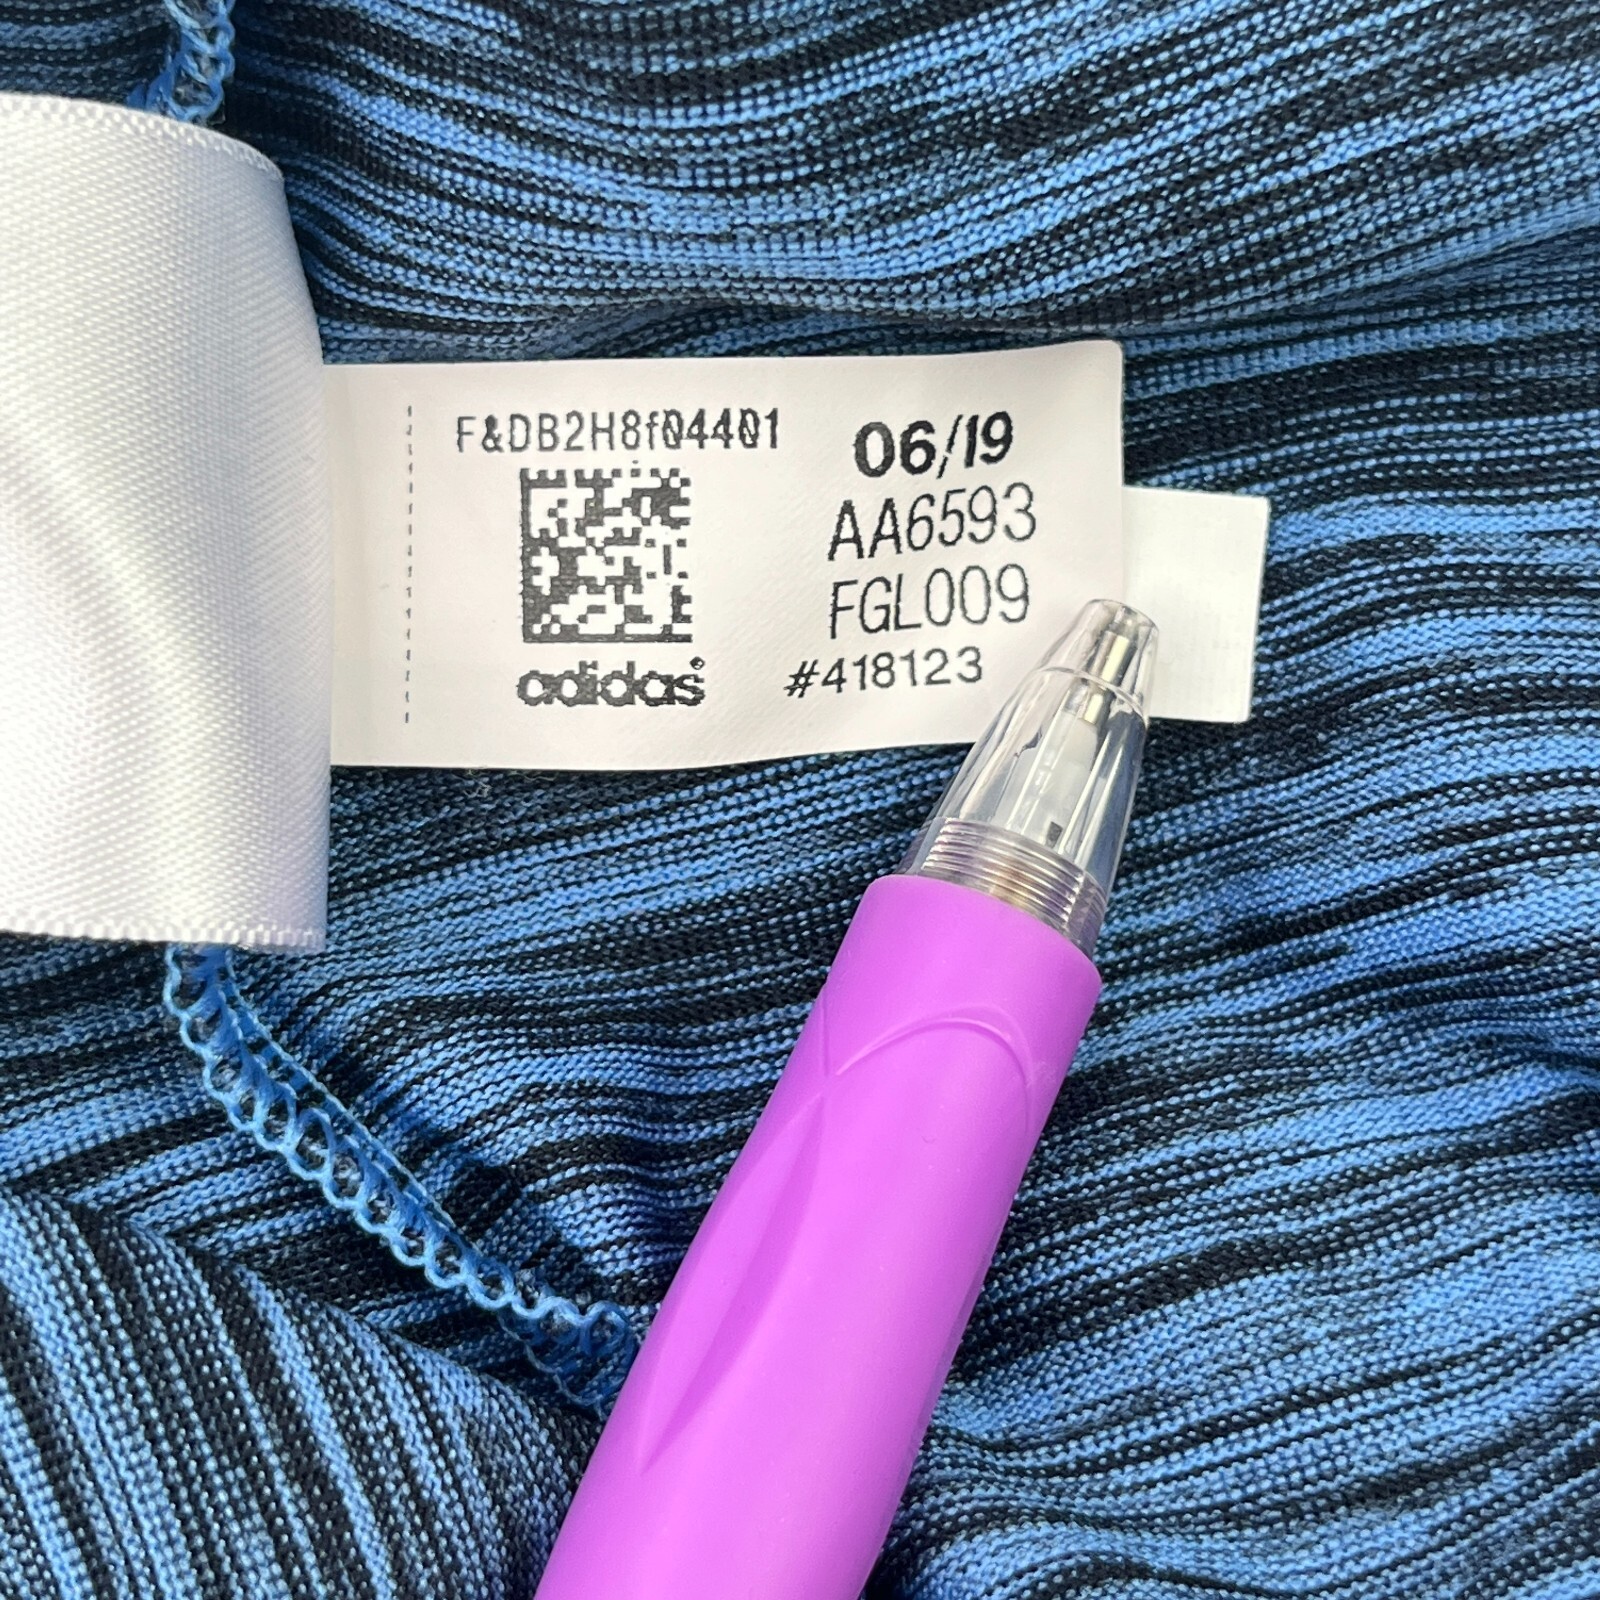 F&DB2H8f04401
adidas®
06/19
AA6593
FGL009
#418123